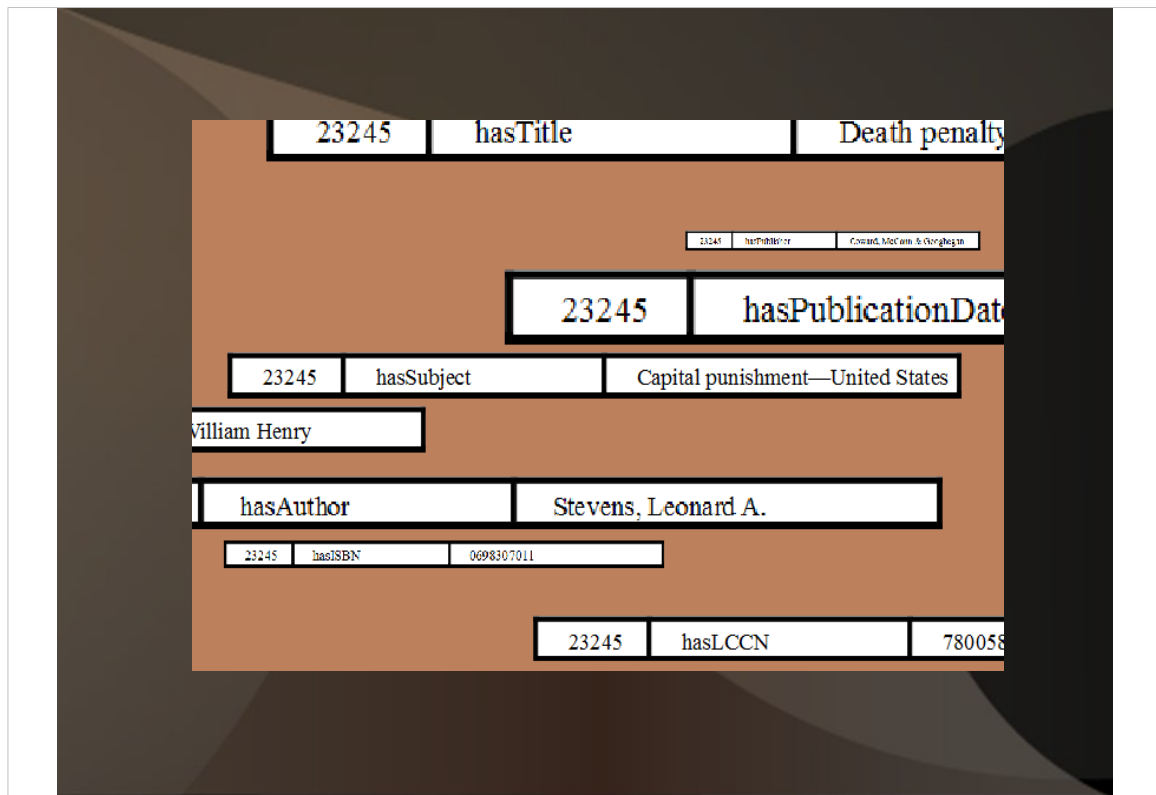 23245 hasTitle Death penalty
23245 hasPublisher Coward, McCann & Geoghegan
23245 hasPublicationDate
23245 hasSubject Capital punishment—United States
William Henry
hasAuthor Stevens, Leonard A.
23245 hasISBN 0698307011
23245 hasLCCN 780058